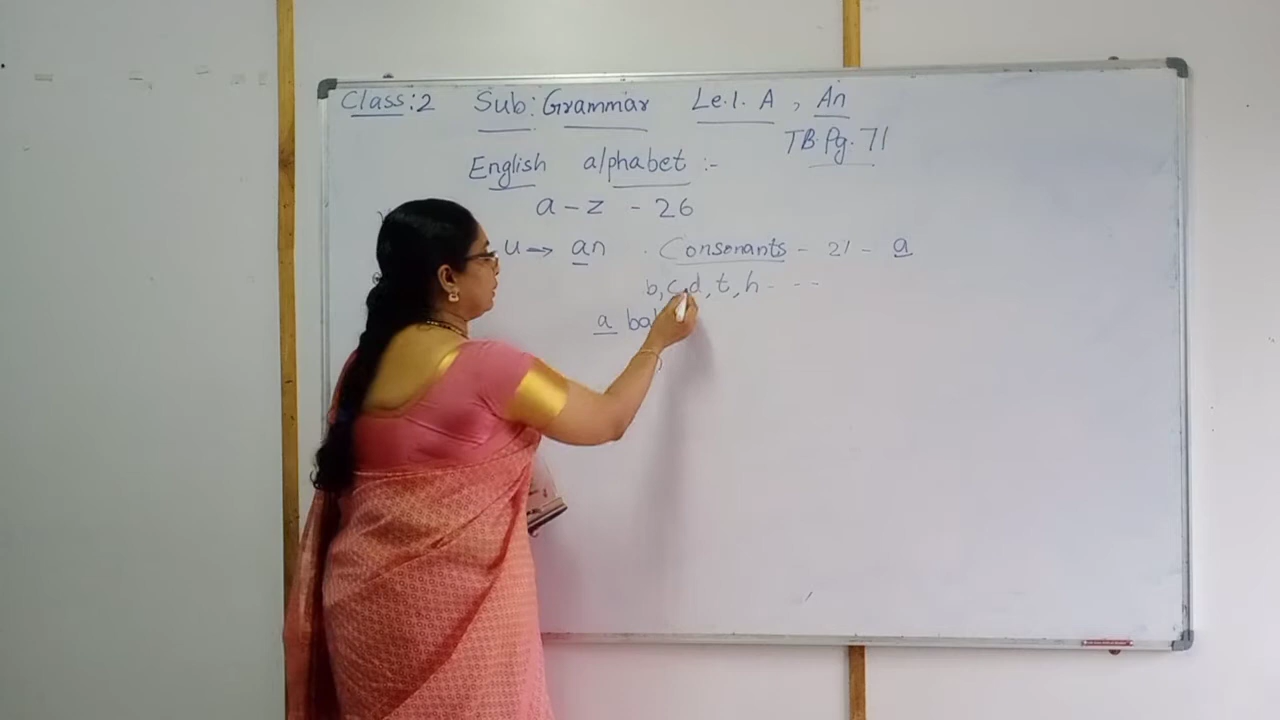 Class:2 Sub: Grammar Le.1. A, An
TB.Pg. 71
English alphabet :-
a - z - 26
u → an . Consonants - 21 - a
b, c, d, t, h - - -
a